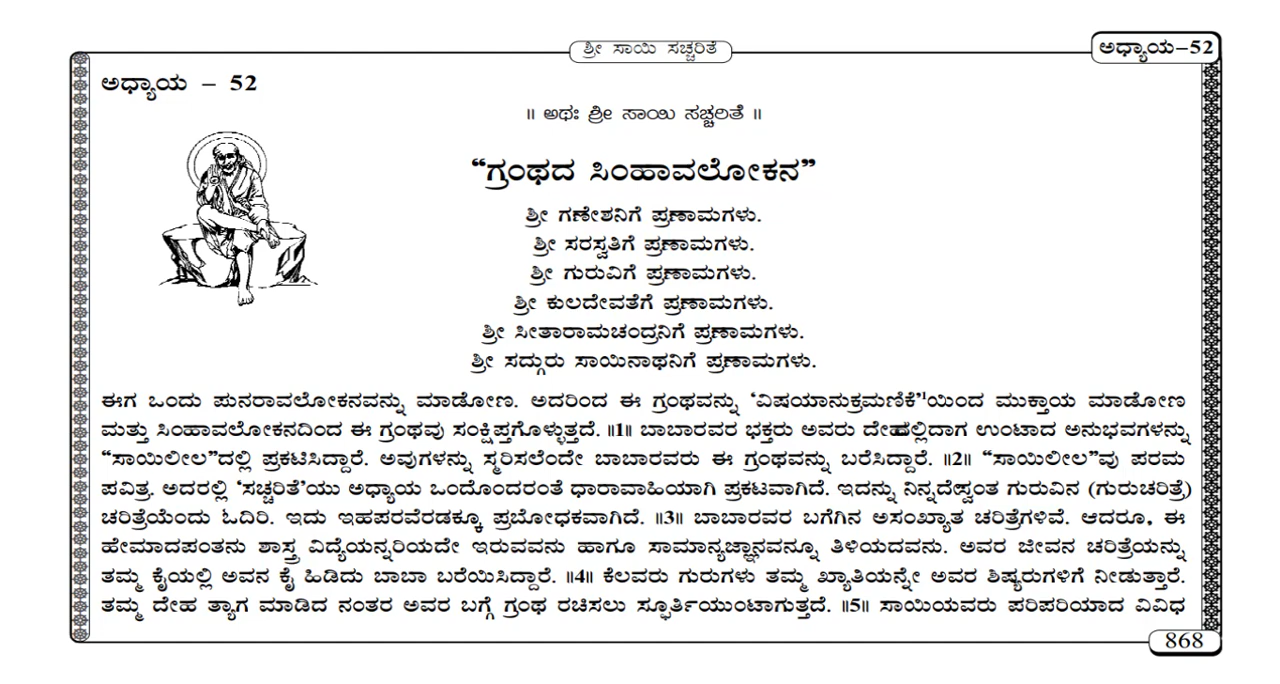 ಶ್ರೀ ಸಾಯಿ ಸಚ್ಚರಿತೆ
ಅಧ್ಯಾಯ–52
ಅಧ್ಯಾಯ – 52
॥ ಅಥಃ ಶ್ರೀ ಸಾಯಿ ಸಚ್ಚರಿತೆ ॥
“ಗ್ರಂಥದ ಸಿಂಹಾವಲೋಕನ”
ಶ್ರೀ ಗಣೇಶನಿಗೆ ಪ್ರಣಾಮಗಳು.
ಶ್ರೀ ಸರಸ್ವತಿಗೆ ಪ್ರಣಾಮಗಳು.
ಶ್ರೀ ಗುರುವಿಗೆ ಪ್ರಣಾಮಗಳು.
ಶ್ರೀ ಕುಲದೇವತೆಗೆ ಪ್ರಣಾಮಗಳು.
ಶ್ರೀ ಸೀತಾರಾಮಚಂದ್ರನಿಗೆ ಪ್ರಣಾಮಗಳು.
ಶ್ರೀ ಸದ್ಗುರು ಸಾಯಿನಾಥನಿಗೆ ಪ್ರಣಾಮಗಳು.
ಈಗ ಒಂದು ಪುನರಾವಲೋಕನವನ್ನು ಮಾಡೋಣ. ಅದರಿಂದ ಈ ಗ್ರಂಥವನ್ನು ‘ವಿಷಯಾನುಕ್ರಮಣಿಕೆ’¹ಯಿಂದ ಮುಕ್ತಾಯ ಮಾಡೋಣ
ಮತ್ತು ಸಿಂಹಾವಲೋಕನದಿಂದ ಈ ಗ್ರಂಥವು ಸಂಕ್ಷಿಪ್ತಗೊಳ್ಳುತ್ತದೆ. ॥1॥ ಬಾಬಾರವರ ಭಕ್ತರು ಅವರು ಉಂಟಾದ ಅನುಭವಗಳನ್ನು
“ಸಾಯಿಲೀಲ”ದಲ್ಲಿ ಪ್ರಕಟಿಸಿದ್ದಾರೆ. ಅವುಗಳನ್ನು ಸ್ಮರಿಸಲೆಂದೇ ಬಾಬಾರವರು ಈ ಗ್ರಂಥವನ್ನು ಬರೆಸಿದ್ದಾರೆ. ॥2॥ “ಸಾಯಿಲೀಲ”ವು ಪರಮ
ಪವಿತ್ರ. ಅದರಲ್ಲಿ ‘ಸಚ್ಚರಿತೆ’ಯು ಅಧ್ಯಾಯ ಒಂದೊಂದರಂತೆ ಧಾರಾವಾಹಿಯಾಗಿ ಪ್ರಕಟವಾಗಿದೆ. ಇದನ್ನು ಗುರುವಿನ (ಗುರುಚರಿತ್ರೆ)
ಚರಿತ್ರೆಯೆಂದು ಓದಿರಿ. ಇದು ಇಹಪರವೆರಡಕ್ಕೂ ಪ್ರಬೋಧಕವಾಗಿದೆ. ॥3॥ ಬಾಬಾರವರ ಬಗೆಗಿನ ಅಸಂಖ್ಯಾತ ಚರಿತ್ರೆಗಳಿವೆ. ಆದರೂ, ಈ
ಹೇಮಾದಪಂತನು ಶಾಸ್ತ್ರ ವಿದ್ಯೆಯನ್ನರಿಯದೇ ಇರುವವನು ಹಾಗೂ ಸಾಮಾನ್ಯಜ್ಞಾನವನ್ನೂ ತಿಳಿಯದವನು. ಅವರ ಜೀವನ ಚರಿತ್ರೆಯನ್ನು
ತಮ್ಮ ಕೈಯಲ್ಲಿ ಅವನ ಕೈ ಹಿಡಿದು ಬಾಬಾ ಬರೆಯಿಸಿದ್ದಾರೆ. ॥4॥ ಕೆಲವರು ಗುರುಗಳು ತಮ್ಮ ಖ್ಯಾತಿಯನ್ನೇ ಅವರ ಶಿಷ್ಯರುಗಳಿಗೆ ನೀಡುತ್ತಾರೆ.
ತಮ್ಮ ದೇಹ ತ್ಯಾಗ ಮಾಡಿದ ನಂತರ ಅವರ ಬಗ್ಗೆ ಗ್ರಂಥ ರಚಿಸಲು ಸ್ಫೂರ್ತಿಯುಂಟಾಗುತ್ತದೆ. ॥5॥ ಸಾಯಿಯವರು ಪರಿಪರಿಯಾದ ವಿವಿಧ
868